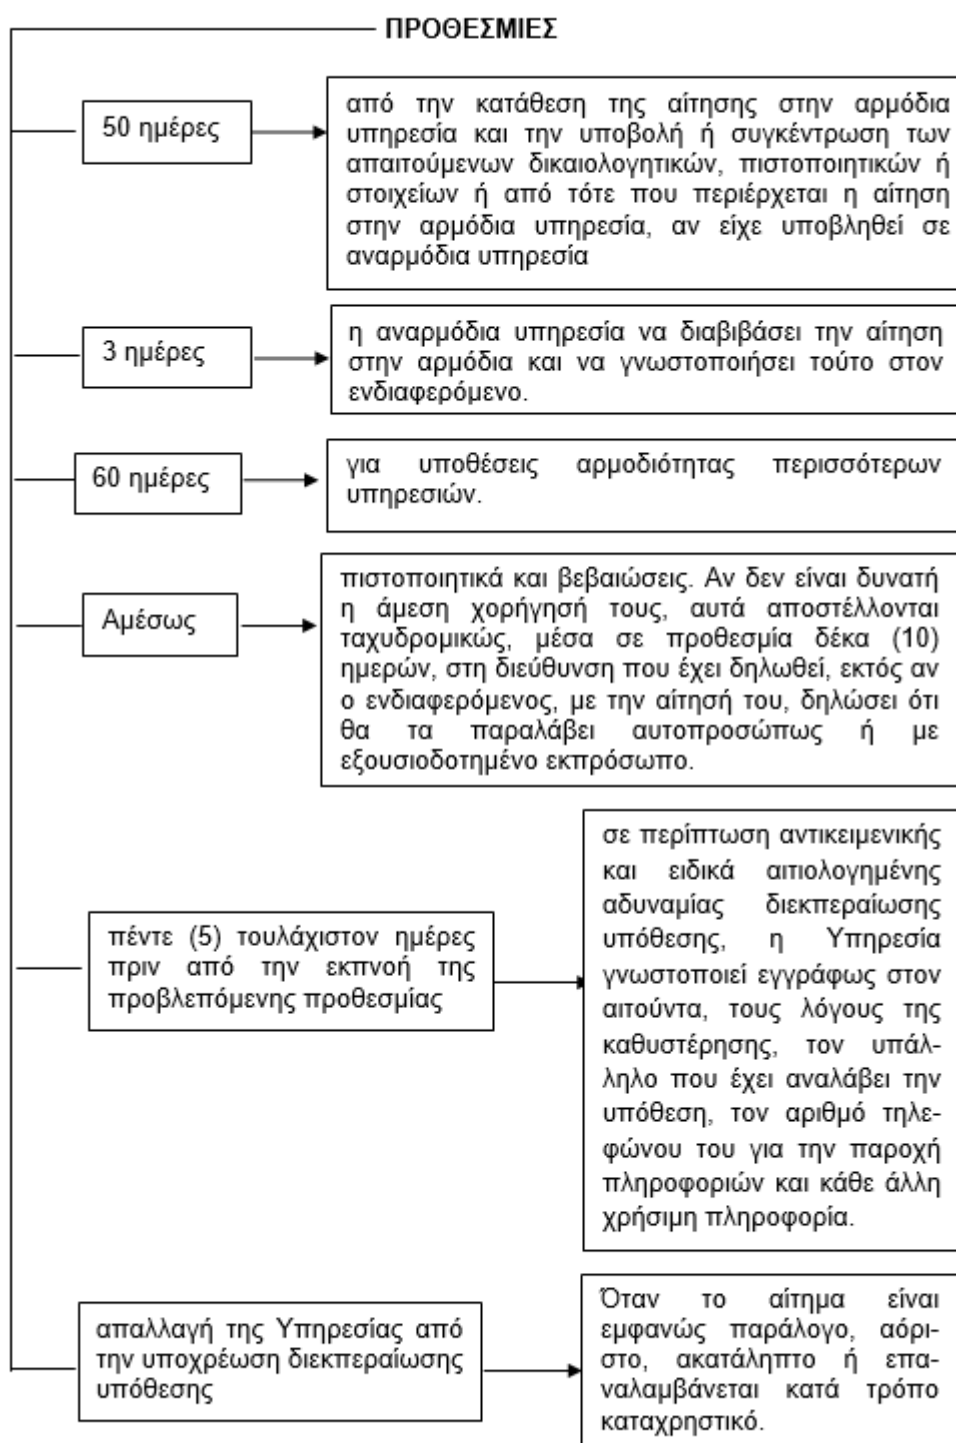 ΠΡΟΘΕΣΜΙΕΣ
50 ημέρες
από την κατάθεση της αίτησης στην αρμόδια
υπηρεσία και την υποβολή ή συγκέντρωση των
απαιτούμενων δικαιολογητικών, πιστοποιητικών ή
στοιχείων ή από τότε που περιέρχεται η αίτηση
στην αρμόδια υπηρεσία, αν είχε υποβληθεί σε
αναρμόδια υπηρεσία
3 ημέρες
η αναρμόδια υπηρεσία να διαβιβάσει την αίτηση
στην αρμόδια και να γνωστοποιήσει τούτο στον
ενδιαφερόμενο.
60 ημέρες
για υποθέσεις αρμοδιότητας περισσότερων
υπηρεσιών.
Αμέσως
πιστοποιητικά και βεβαιώσεις. Αν δεν είναι δυνατή
η άμεση χορήγησή τους, αυτά αποστέλλονται
ταχυδρομικώς, μέσα σε προθεσμία δέκα (10)
ημερών, στη διεύθυνση που έχει δηλωθεί, εκτός αν
ο ενδιαφερόμενος, με την αίτησή του, δηλώσει ότι
θα τα παραλάβει αυτοπροσώπως ή με
εξουσιοδοτημένο εκπρόσωπο.
πέντε (5) τουλάχιστον ημέρες
πριν από την εκπνοή της
προβλεπόμενης προθεσμίας
σε περίπτωση αντικειμενικής
και ειδικά αιτιολογημένης
αδυναμίας διεκπεραίωσης
υπόθεσης, η Υπηρεσία
γνωστοποιεί εγγράφως στον
αιτούντα, τους λόγους της
καθυστέρησης, τον υπάλ-
ληλο που έχει αναλάβει την
υπόθεση, τον αριθμό τηλε-
φώνου του για την παροχή
πληροφοριών και κάθε άλλη
χρήσιμη πληροφορία.
απαλλαγή της Υπηρεσίας από
την υποχρέωση διεκπεραίωσης
υπόθεσης
Όταν το αίτημα είναι
εμφανώς παράλογο, αόρι-
στο, ακατάληπτο ή επα-
ναλαμβάνεται κατά τρόπο
καταχρηστικό.